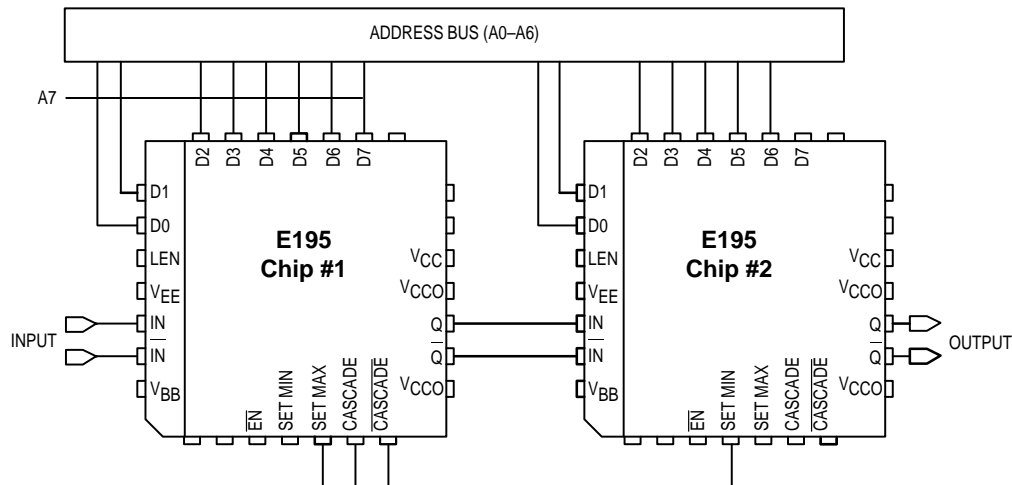 ADDRESS BUS (A0–A6)
A7
D2 D3 D4 D5 D6 D7
D1
D0
LEN
VEE
IN
IN
VBB
E195
Chip #1
VCC
VCCO
Q
Q
VCCO
EN
SET MIN
SET MAX
CASCADE
CASCADE
INPUT
D2 D3 D4 D5 D6 D7
D1
D0
LEN
VEE
IN
IN
VBB
E195
Chip #2
VCC
VCCO
Q
Q
VCCO
EN
SET MIN
SET MAX
CASCADE
CASCADE
OUTPUT